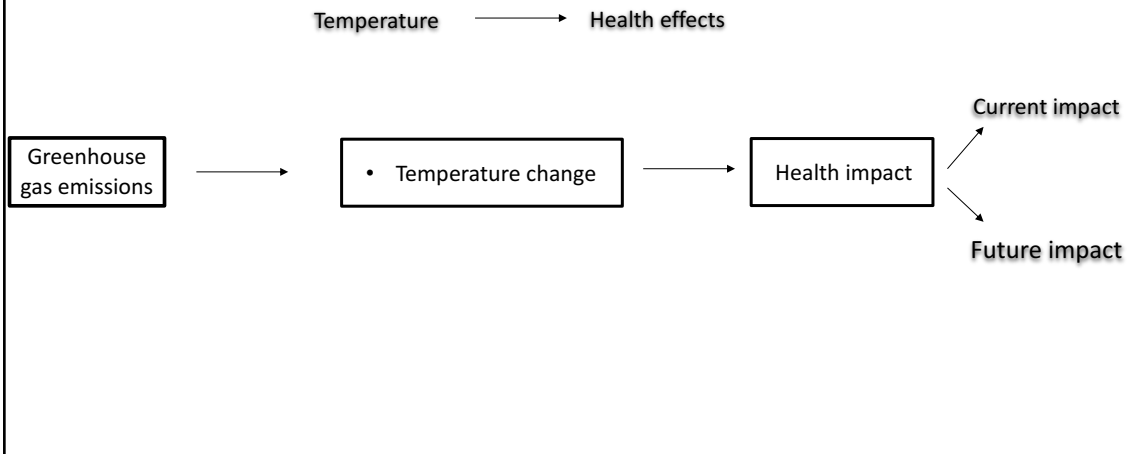 Temperature
Health effects
Current impact
Greenhouse
gas emissions
• Temperature change
Health impact
Future impact